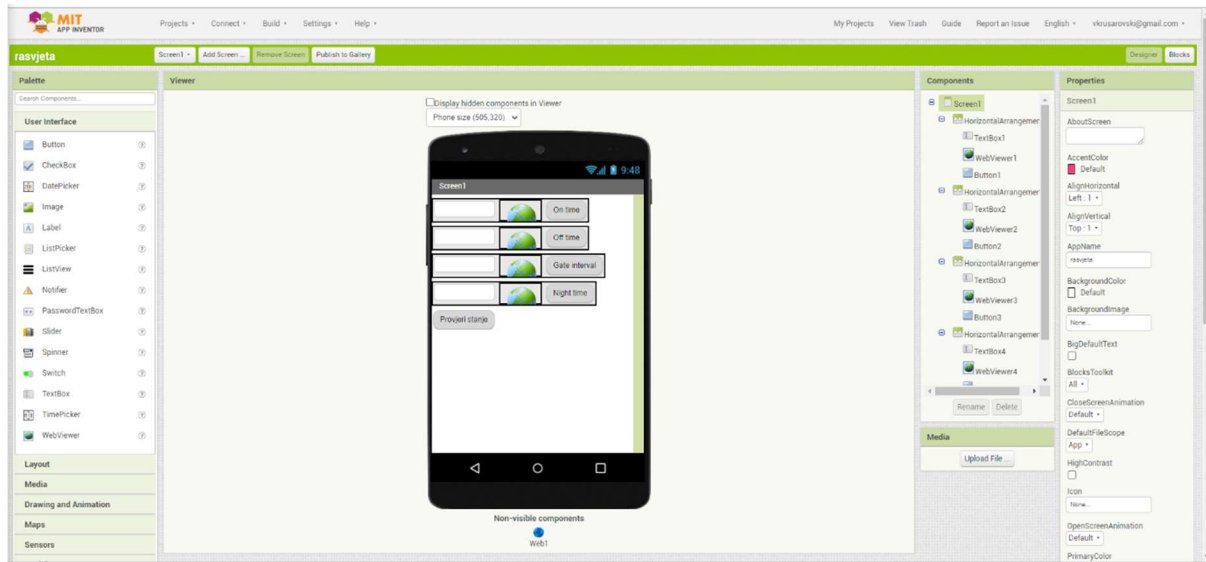 MIT
APP INVENTOR
Projects Connect Build Settings Help
My Projects View Trash Guide Report an Issue English vkrusarovski@gmail.com
rasvjeta
Screen1 Add Screen ... Remove Screen Publish to Gallery
Designer Blocks
Palette
Search Components...
User Interface
Button
CheckBox
DatePicker
Image
Label
ListPicker
ListView
Notifier
PasswordTextBox
Slider
Spinner
Switch
TextBox
TimePicker
WebViewer
Layout
Media
Drawing and Animation
Maps
Sensors
Viewer
Display hidden components in Viewer
Phone size (505,320)
9:48
Screen1
On time
Off time
Gate interval
Night time
Provjeri stanje
Non-visible components
Web1
Components
Screen1
HorizontalArrangemer
TextBox1
WebViewer1
Button1
HorizontalArrangemer
TextBox2
WebViewer2
Button2
HorizontalArrangemer
TextBox3
WebViewer3
Button3
HorizontalArrangemer
TextBox4
WebViewer4
Rename Delete
Media
Upload File ...
Properties
Screen1
AboutScreen
AccentColor
Default
AlignHorizontal
Left : 1
AlignVertical
Top : 1
AppName
rasvjeta
BackgroundColor
Default
BackgroundImage
None...
BigDefaultText
BlocksToolkit
All
CloseScreenAnimation
Default
DefaultFileScope
App
HighContrast
Icon
None...
OpenScreenAnimation
Default
PrimaryColor